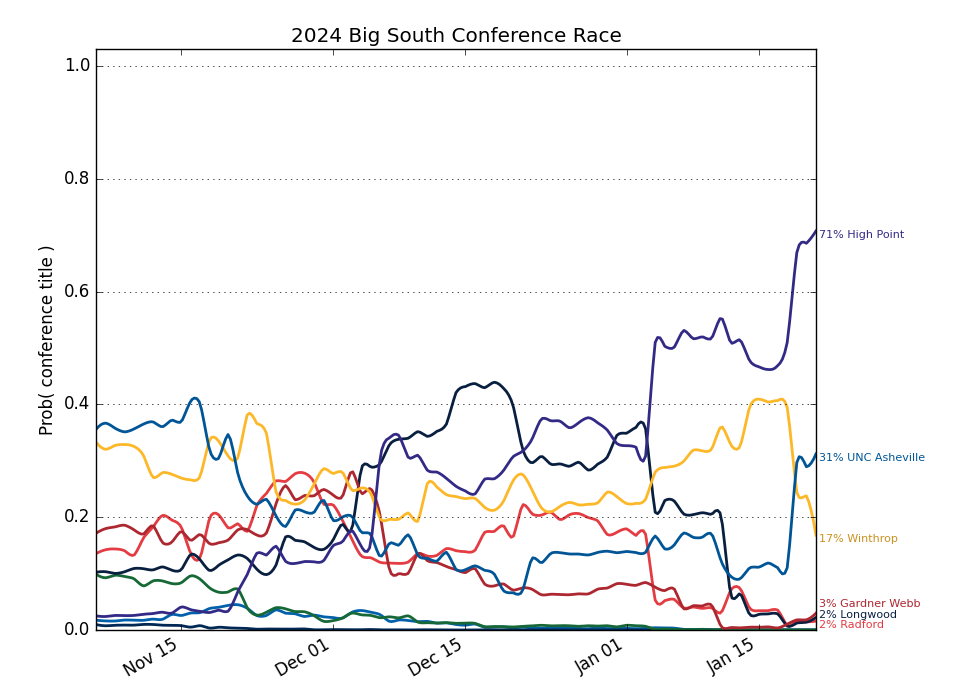 2024 Big South Conference Race
Prob( conference title )
1.0
0.8
0.6
0.4
0.2
0.0
71% High Point
31% UNC Asheville
17% Winthrop
3% Gardner Webb
2% Longwood
2% Radford
Nov 15
Dec 01
Dec 15
Jan 01
Jan 15